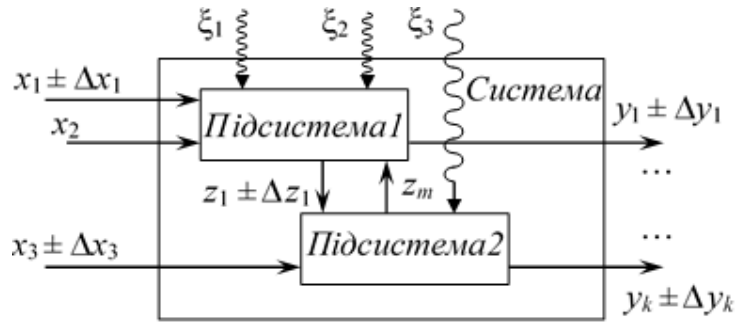 ξ1 ξ2 ξ3
x1 ± Δx1
Система
x2
Підсистема1
y1 ± Δy1
...
z1 ± Δz1
zm
x3 ± Δx3
Підсистема2
...
yk ± Δyk